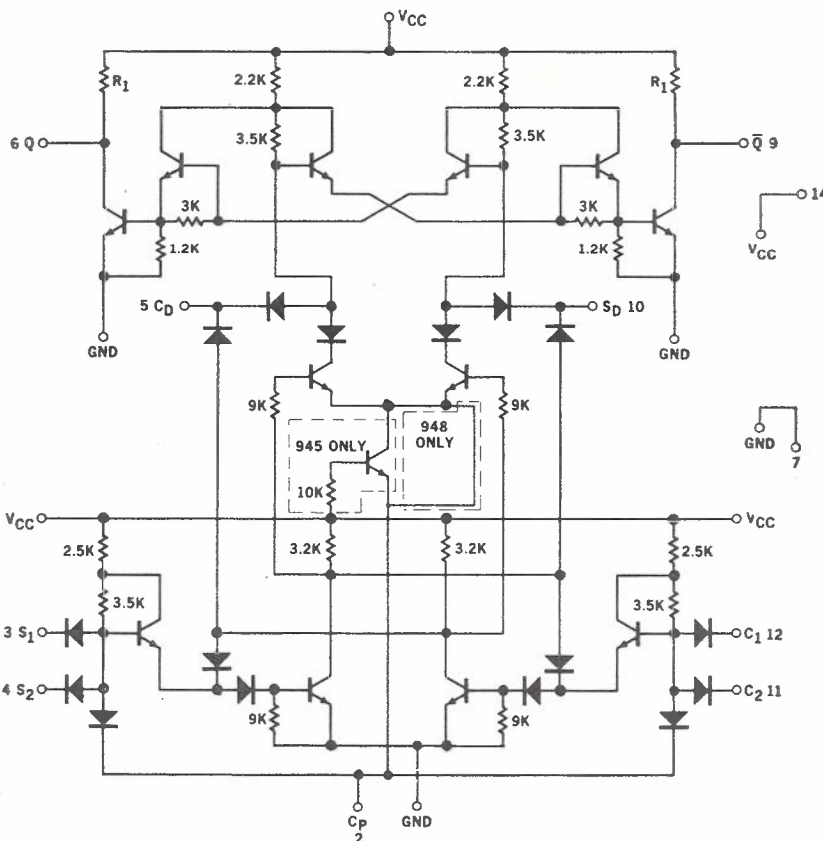 VCC
R1
2.2K
2.2K
R1
3.5K
3.5K
6 Q
Q̅ 9
3K
3K
14
1.2K
1.2K
VCC
5 CD
SD 10
GND
GND
9K
9K
945 ONLY
948
ONLY
GND
7
10K
VCC
VCC
2.5K
3.2K
3.2K
2.5K
3.5K
3.5K
3 S1
C1 12
4 S2
C2 11
9K
9K
CP
2
GND